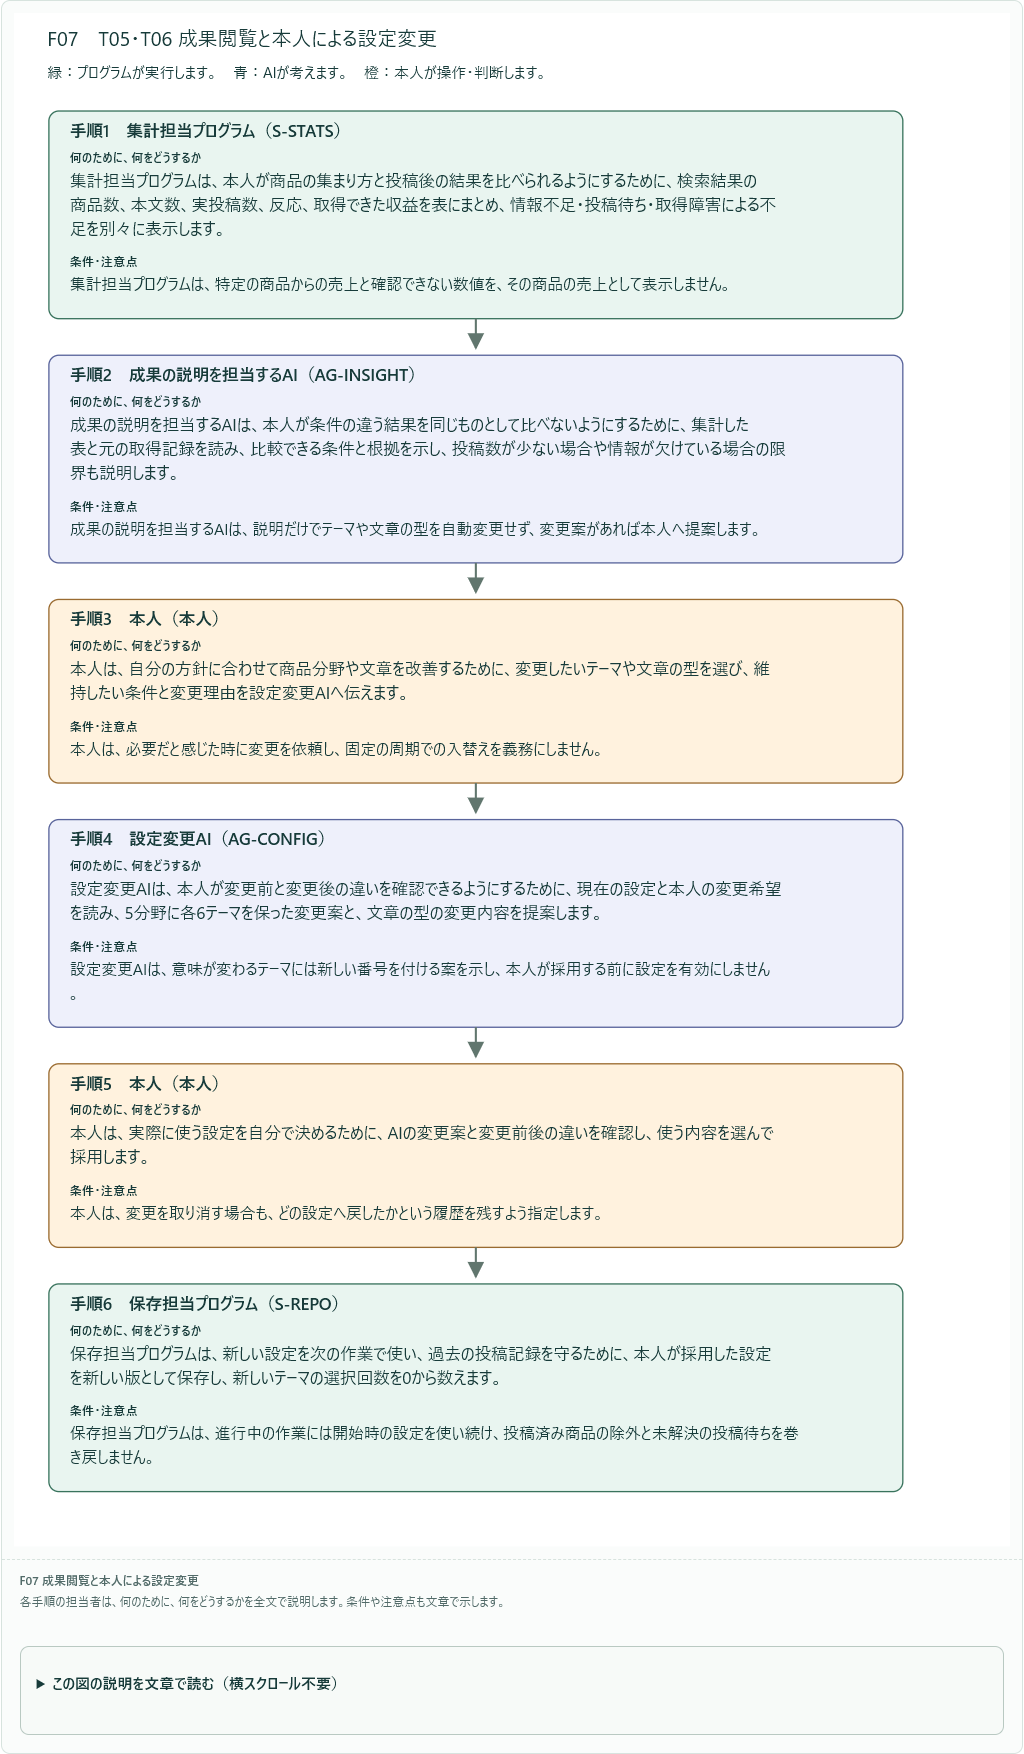 F07　T05・T06 成果閲覧と本人による設定変更
緑：プログラムが実行します。　青：AIが考えます。　橙：本人が操作・判断します。
手順1　集計担当プログラム（S-STATS）
何のために、何をどうするか
集計担当プログラムは、本人が商品の集まり方と投稿後の結果を比べられるようにするために、検索結果の
商品数、本文数、実投稿数、反応、取得できた収益を表にまとめ、情報不足・投稿待ち・取得障害による不
足を別々に表示します。
条件・注意点
集計担当プログラムは、特定の商品からの売上と確認できない数値を、その商品の売上として表示しません。
手順2　成果の説明を担当するAI（AG-INSIGHT）
何のために、何をどうするか
成果の説明を担当するAIは、本人が条件の違う結果を同じものとして比べないようにするために、集計した
表と元の取得記録を読み、比較できる条件と根拠を示し、投稿数が少ない場合や情報が欠けている場合の限
界も説明します。
条件・注意点
成果の説明を担当するAIは、説明だけでテーマや文章の型を自動変更せず、変更案があれば本人へ提案します。
手順3　本人（本人）
何のために、何をどうするか
本人は、自分の方針に合わせて商品分野や文章を改善するために、変更したいテーマや文章の型を選び、維
持したい条件と変更理由を設定変更AIへ伝えます。
条件・注意点
本人は、必要だと感じた時に変更を依頼し、固定の周期での入替えを義務にしません。
手順4　設定変更AI（AG-CONFIG）
何のために、何をどうするか
設定変更AIは、本人が変更前と変更後の違いを確認できるようにするために、現在の設定と本人の変更希望
を読み、5分野に各6テーマを保った変更案と、文章の型の変更内容を提案します。
条件・注意点
設定変更AIは、意味が変わるテーマには新しい番号を付ける案を示し、本人が採用する前に設定を有効にしません
。
手順5　本人（本人）
何のために、何をどうするか
本人は、実際に使う設定を自分で決めるために、AIの変更案と変更前後の違いを確認し、使う内容を選んで
採用します。
条件・注意点
本人は、変更を取り消す場合も、どの設定へ戻したかという履歴を残すよう指定します。
手順6　保存担当プログラム（S-REPO）
何のために、何をどうするか
保存担当プログラムは、新しい設定を次の作業で使い、過去の投稿記録を守るために、本人が採用した設定
を新しい版として保存し、新しいテーマの選択回数を0から数えます。
条件・注意点
保存担当プログラムは、進行中の作業には開始時の設定を使い続け、投稿済み商品の除外と未解決の投稿待ちを巻
き戻しません。
F07 成果閲覧と本人による設定変更
各手順の担当者は、何のために、何をどうするかを全文で説明します。条件や注意点も文章で示します。
▶ この図の説明を文章で読む（横スクロール不要）